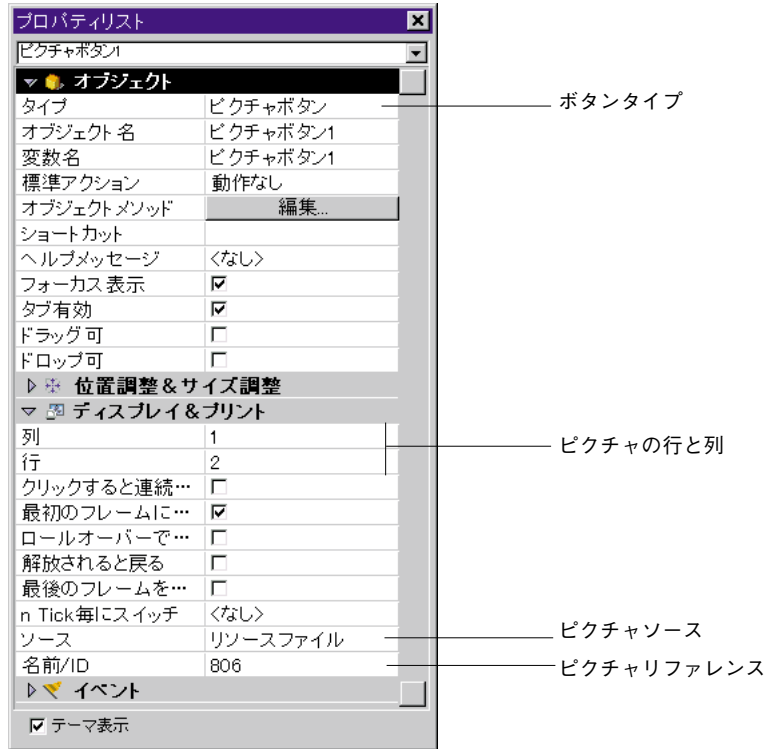 プロパティリスト
ピクチャボタン1
オブジェクト
タイプ ピクチャボタン
ボタンタイプ
オブジェクト名 ピクチャボタン1
変数名 ピクチャボタン1
標準アクション 動作なし
オブジェクトメソッド 編集...
ショートカット
ヘルプメッセージ <なし>
フォーカス表示
タブ有効
ドラッグ可
ドロップ可
位置調整&サイズ調整
ディスプレイ&プリント
列 1
行 2
ピクチャの行と列
クリックすると連続…
最初のフレームに…
ロールオーバーで…
解放されると戻る
最後のフレームを…
n Tick毎にスイッチ <なし>
ソース リソースファイル
ピクチャソース
名前/ID 806
ピクチャリファレンス
イベント
テーマ表示